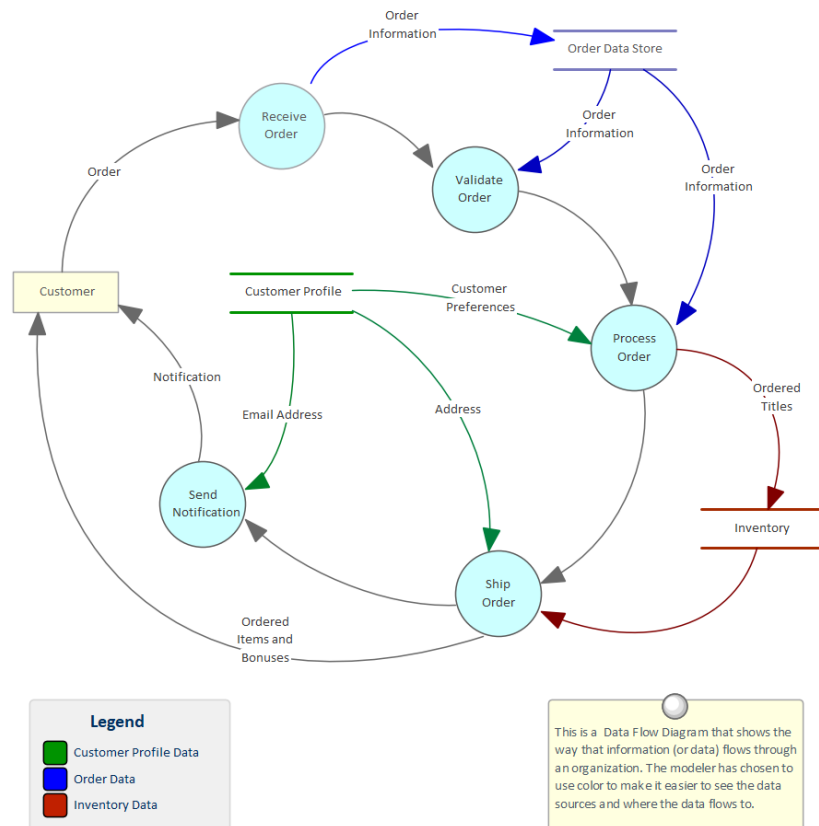 Order
Information
Order Data Store
Receive
Order
Order
Information
Order
Validate
Order
Order
Information
Customer
Customer Profile
Customer
Preferences
Process
Order
Notification
Email Address
Address
Ordered
Titles
Send
Notification
Inventory
Ship
Order
Ordered
Items and
Bonuses
Legend
Customer Profile Data
Order Data
Inventory Data
This is a Data Flow Diagram that shows the
way that information (or data) flows through
an organization. The modeler has chosen to
use color to make it easier to see the data
sources and where the data flows to.